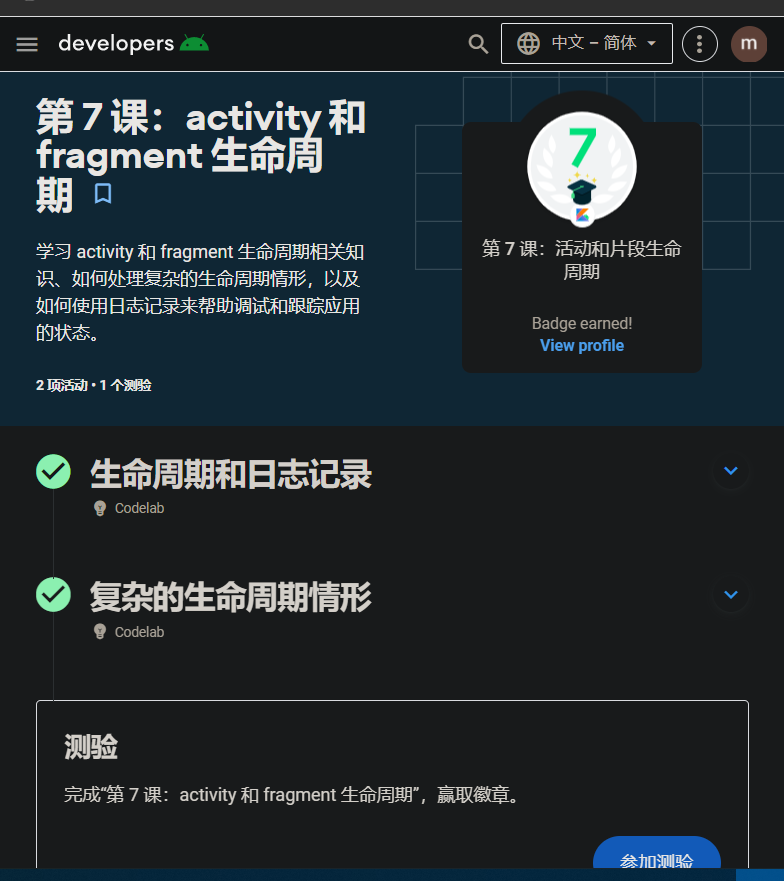 developers
中文 – 简体
m
第 7 课：activity 和
fragment 生命周
期
学习 activity 和 fragment 生命周期相关知
识、如何处理复杂的生命周期情形，以及
如何使用日志记录来帮助调试和跟踪应用
的状态。
2 项活动 • 1 个测验
7
第 7 课：活动和片段生命
周期
Badge earned!
View profile
生命周期和日志记录
Codelab
复杂的生命周期情形
Codelab
测验
完成“第 7 课：activity 和 fragment 生命周期”，赢取徽章。
参加测验